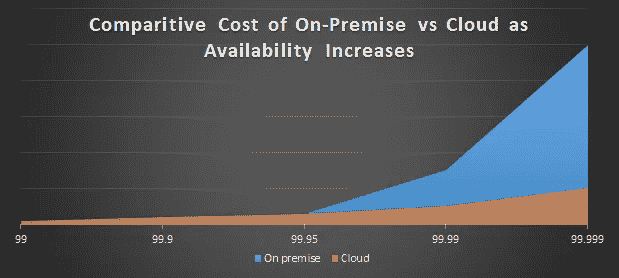 Comparitive Cost of On-Premise vs Cloud as
Availability Increases
99
99.9
99.95
99.99
99.999
On premise
Cloud